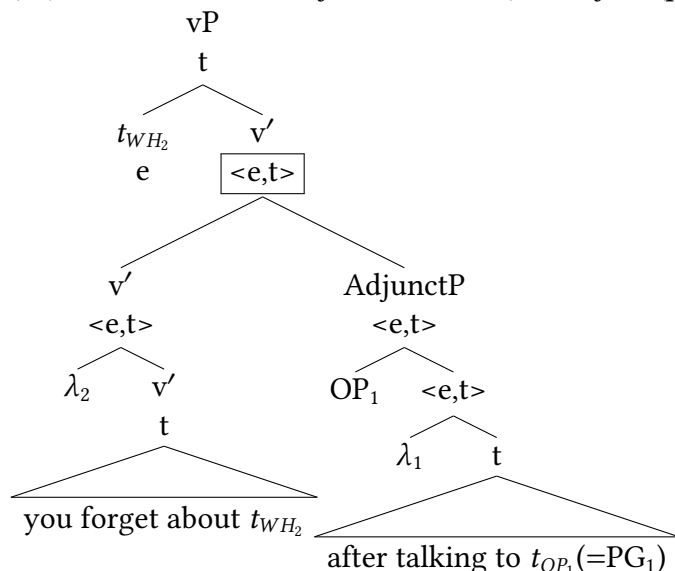 vP
t
t_{WH_2} v′
e <e,t>
v′ AdjunctP
<e,t> <e,t>
λ_2 v′ OP_1 <e,t>
t λ_1 t
you forget about t_{WH_2}
after talking to t_{OP_1}(=PG_1)